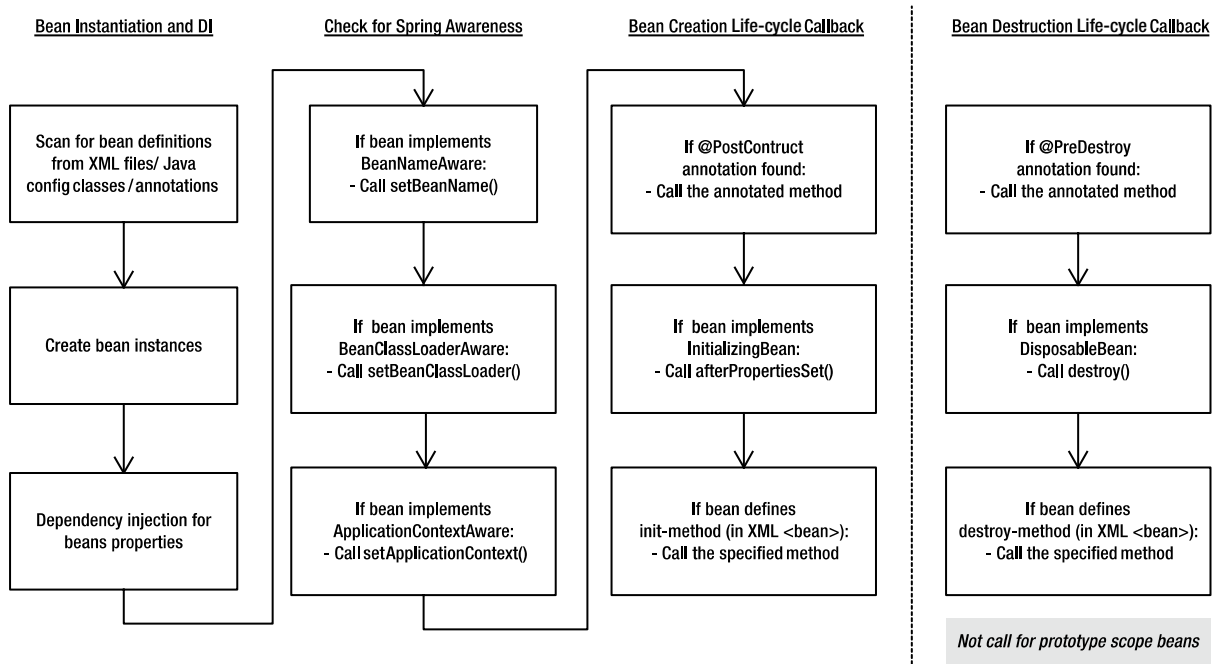 Bean Instantiation and DI
Scan for bean definitions
from XML files/ Java
config classes/annotations
Create bean instances
Dependency injection for
beans properties
Check for Spring Awareness
If bean implements
BeanNameAware:
- Call setBeanName()
If bean implements
BeanClassLoaderAware:
- Call setBeanClassLoader()
If bean implements
ApplicationContextAware:
- Call setApplicationContext()
Bean Creation Life-cycle Callback
If @PostContruct
annotation found:
- Call the annotated method
If bean implements
InitializingBean:
- Call afterPropertiesSet()
If bean defines
init-method (in XML <bean>):
- Call the specified method
Bean Destruction Life-cycle Callback
If @PreDestroy
annotation found:
- Call the annotated method
If bean implements
DisposableBean:
- Call destroy()
If bean defines
destroy-method (in XML <bean>):
- Call the specified method
Not call for prototype scope beans